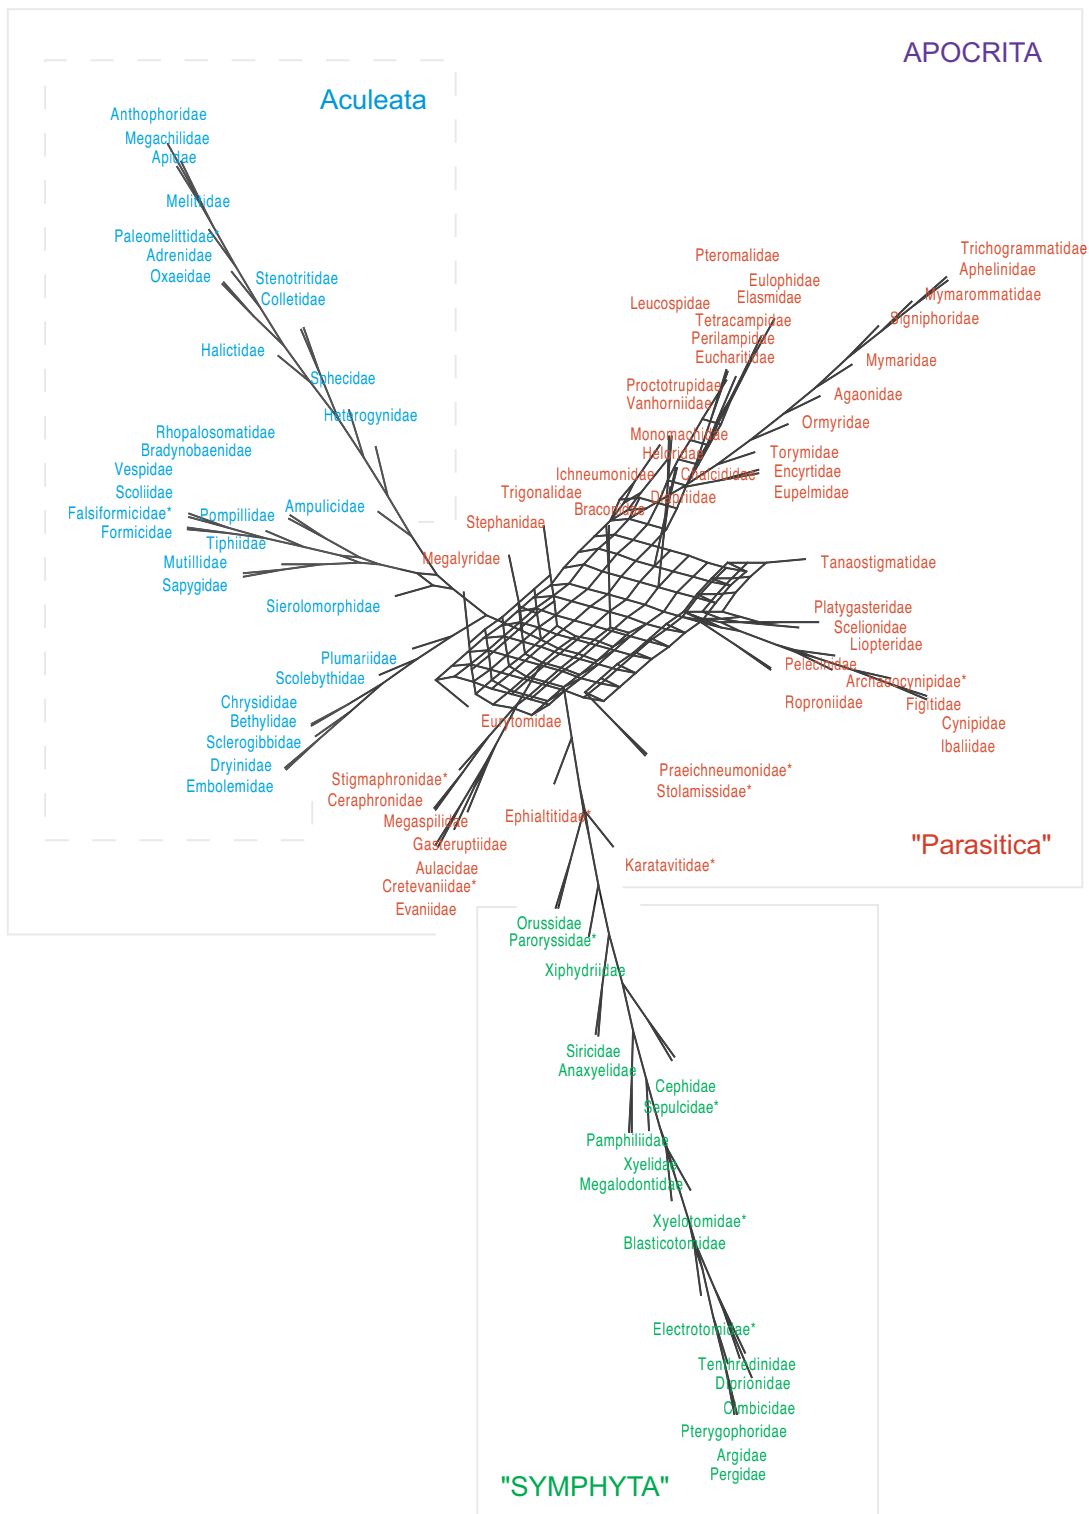 APOCRITA
Aculeata
Anthophoridae
Megachilidae
Apidae
Melittidae
Paleomelittidae*
Adrenidae
Oxaeidae
Stenotritidae
Colletidae
Halictidae
Sphecidae
Heterogynidae
Rhopalosomatidae
Bradynobaenidae
Vespidae
Scoliidae
Falsiformicidae*
Formicidae
Pompillidae
Ampulicidae
Tiphiidae
Mutillidae
Sapygidae
Sierolomorphidae
Plumariidae
Scolebythidae
Chrysididae
Bethylidae
Sclerogibbidae
Dryinidae
Embolemidae
Pteromalidae
Eulophidae
Elasmidae
Leucospidae
Tetracampidae
Perilampidae
Eucharitidae
Proctotrupidae
Vanhorniidae
Monomachidae
Heloridae
Ichneumonidae
Chalcididae
Diapriidae
Braconidae
Trigonalidae
Stephanidae
Megalyridae
Trichogrammatidae
Aphelinidae
Mymarommatidae
Signiphoridae
Mymaridae
Agaonidae
Ormyridae
Torymidae
Encyrtidae
Eupelmidae
Tanaostigmatidae
Platygasteridae
Scelionidae
Liopteridae
Pelecinidae
Archaeocynipidae*
Roproniidae
Figitidae
Cynipidae
Ibaliidae
Eurytomidae
Praeichneumonidae*
Stolamissidae*
Stigmaphronidae*
Ceraphronidae
Megaspilidae
Gasteruptiidae
Aulacidae
Cretevaniidae*
Evaniidae
Ephialtitidae*
Karatavitidae*
"Parasitica"
Orussidae
Paroryssidae*
Xiphydriidae
Siricidae
Anaxyelidae
Cephidae
Sepulcidae*
Pamphiliidae
Xyelidae
Megalodontidae
Xyelotomidae*
Blasticotomidae
Electrotomidae*
Tenthredinidae
Diprionidae
Cimbicidae
Pterygophoridae
Argidae
Pergidae
"SYMPHYTA"